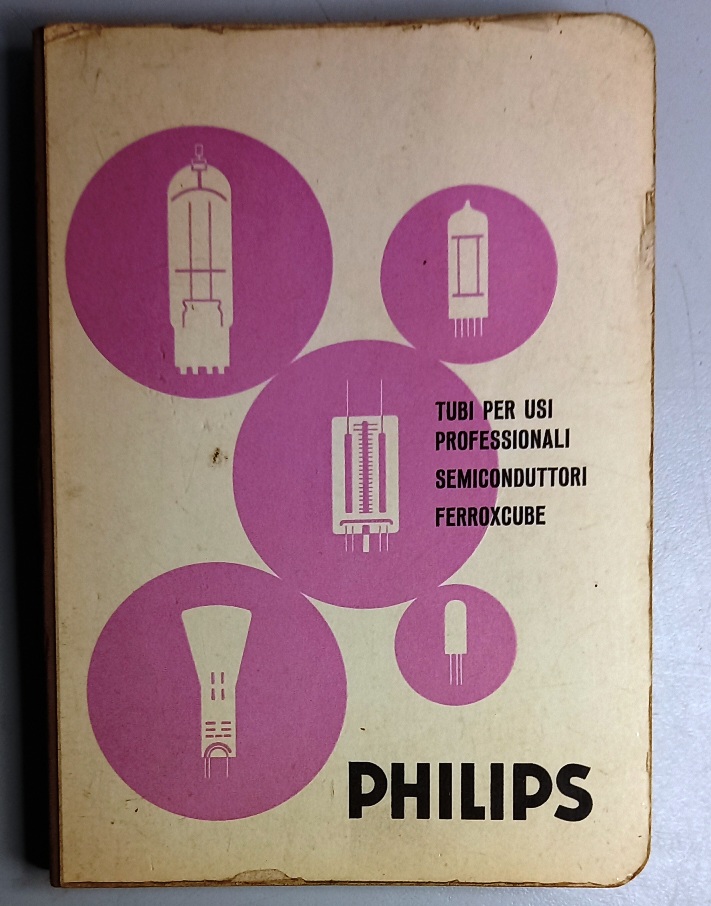 TUBI PER USI
PROFESSIONALI
SEMICONDUTTORI
FERROXCUBE
PHILIPS